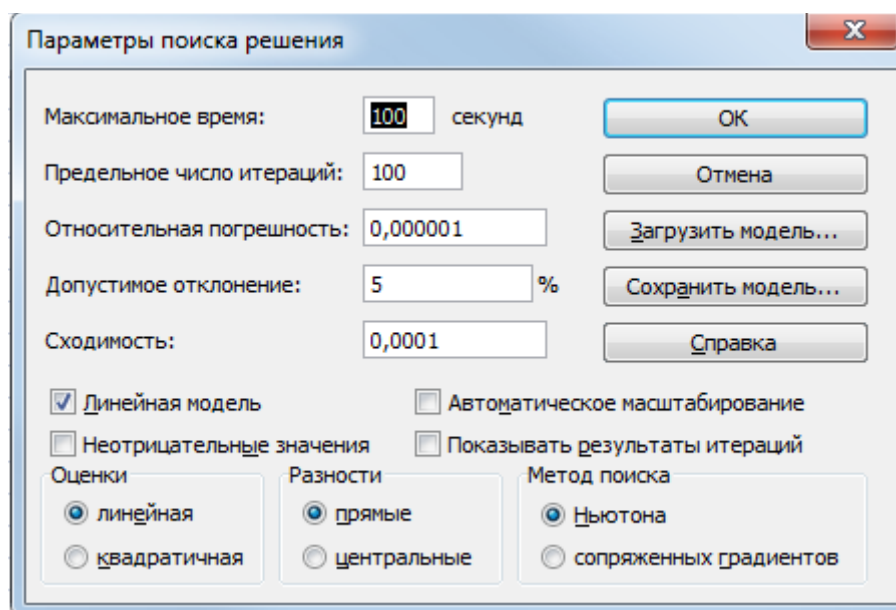 Параметры поиска решения
Максимальное время: 100 секунд ОК
Предельное число итераций: 100 Отмена
Относительная погрешность: 0,000001 Загрузить модель...
Допустимое отклонение: 5 % Сохранить модель...
Сходимость: 0,0001 Справка
Линейная модель Автоматическое масштабирование
Неотрицательные значения Показывать результаты итераций
Оценки Разности Метод поиска
линейная прямые Ньютона
квадратичная центральные сопряженных градиентов